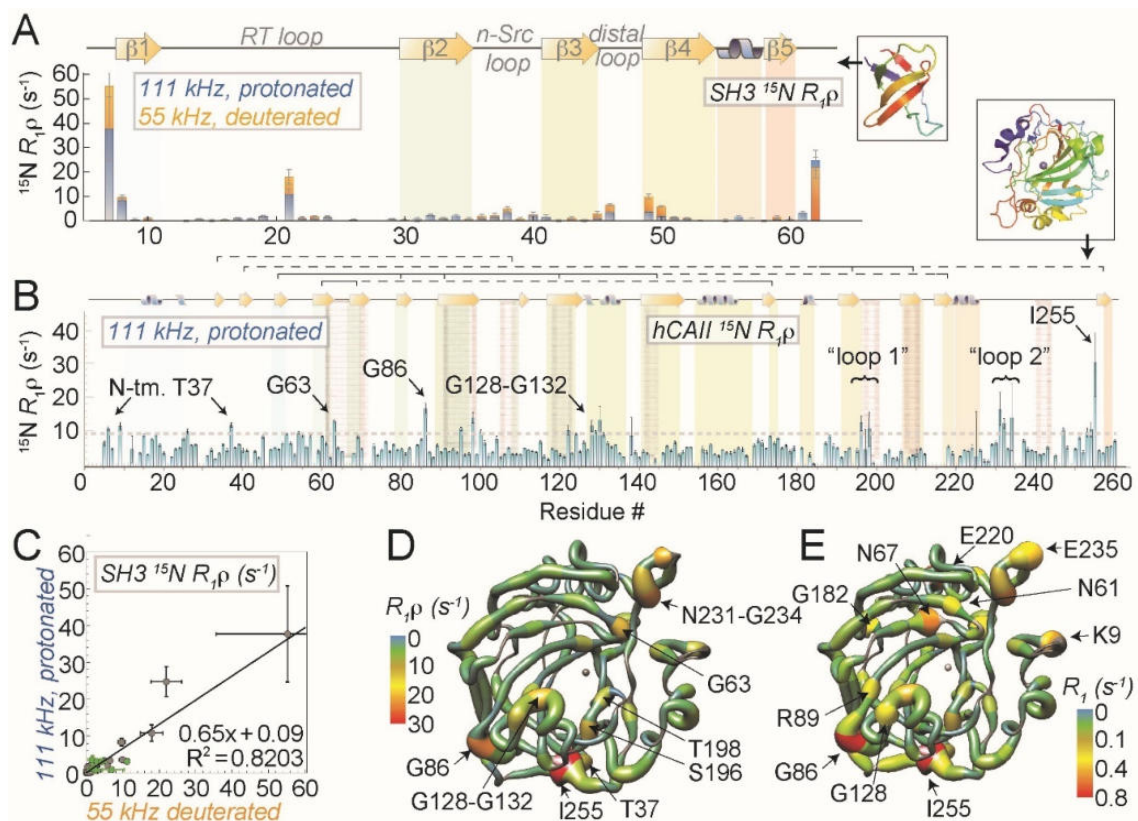 A
β1
RT loop
β2
n-Src
loop
β3
distal
loop
β4
β5
60
50
40
30
20
10
0
¹⁵N R₁ρ (s⁻¹)
111 kHz, protonated
55 kHz, deuterated
SH3 ¹⁵N R₁ρ
10 20 30 40 50 60
B
40
30
20
10
¹⁵N R₁ρ (s⁻¹)
111 kHz, protonated
hCAII ¹⁵N R₁ρ
I255
"loop 1"
"loop 2"
N-tm. T37
G63
G86
G128-G132
0 20 40 60 80 100 120 140 160 180 200 220 240 260
Residue #
C
SH3 ¹⁵N R₁ρ (s⁻¹)
111 kHz, protonated
60
50
40
30
20
10
0
0.65x + 0.09
R² = 0.8203
0 10 20 30 40 50 60
55 kHz deuterated
D
R₁ρ (s⁻¹)
0
10
20
30
N231-G234
G63
T198
S196
G86
G128-G132
I255
T37
E
E220
N67
E235
G182
N61
K9
R89
G86
G128
I255
R₁ (s⁻¹)
0
0.1
0.4
0.8